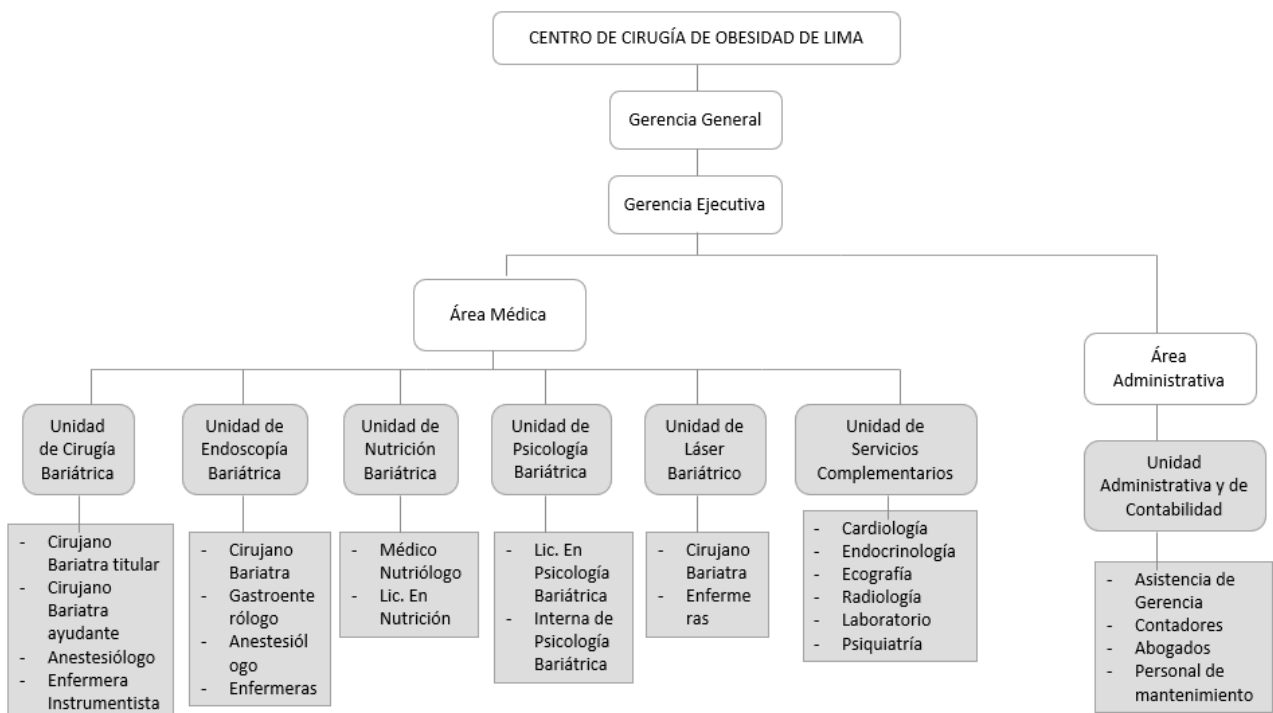 CENTRO DE CIRUGÍA DE OBESIDAD DE LIMA
Gerencia General
Gerencia Ejecutiva
Área Médica
Área
Administrativa
Unidad
de Cirugía
Bariátrica
Unidad de
Endoscopía
Bariátrica
Unidad de
Nutrición
Bariátrica
Unidad de
Psicología
Bariátrica
Unidad de
Láser
Bariátrico
Unidad de
Servicios
Complementarios
Unidad
Administrativa y de
Contabilidad
- Cirujano
Bariatra titular
- Cirujano
Bariatra
ayudante
- Anestesiólogo
- Enfermera
Instrumentista
- Cirujano
Bariatra
- Gastroente
rólogo
- Anestesiól
ogo
- Enfermeras
- Médico
Nutriólogo
- Lic. En
Nutrición
- Lic. En
Psicología
Bariátrica
- Interna de
Psicología
Bariátrica
- Cirujano
Bariatra
- Enferme
ras
- Cardiología
- Endocrinología
- Ecografía
- Radiología
- Laboratorio
- Psiquiatría
- Asistencia de
Gerencia
- Contadores
- Abogados
- Personal de
mantenimiento